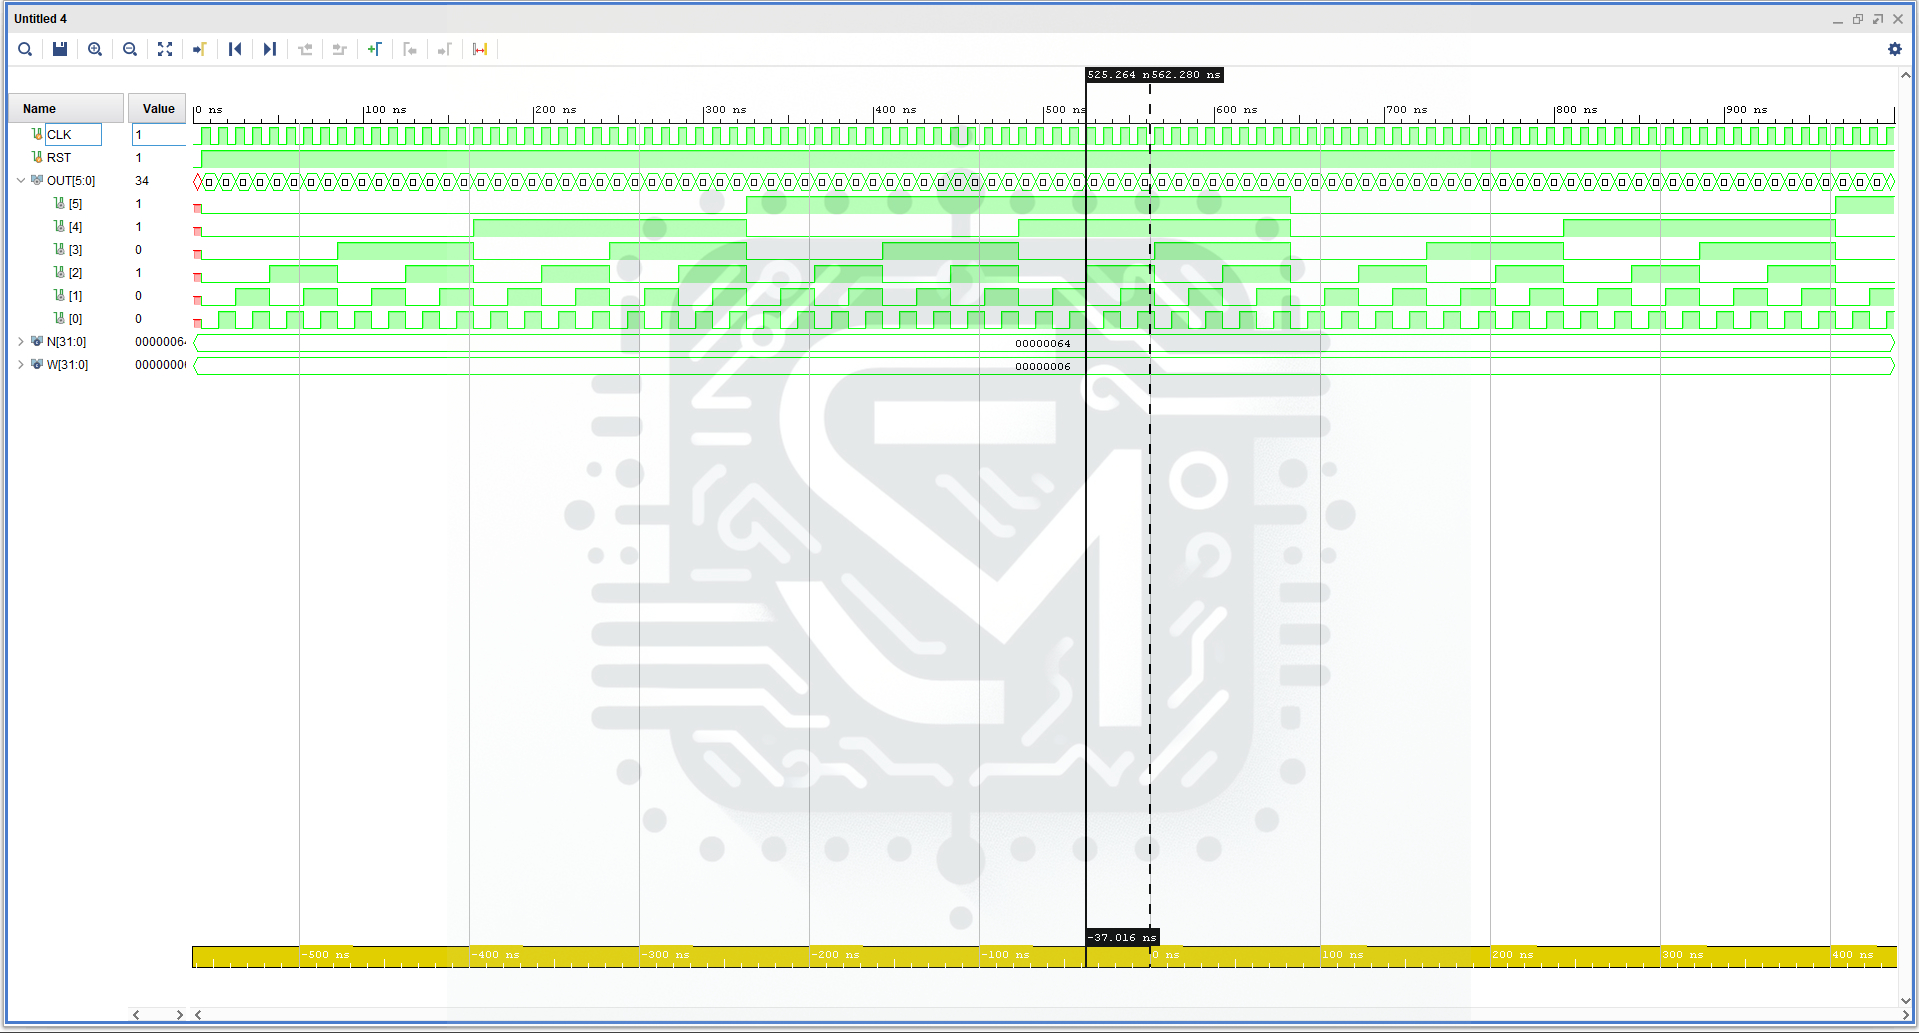 Untitled 4
525.264 n562.280 ns
Name Value
0 ns 100 ns 200 ns 300 ns 400 ns 500 ns 600 ns 700 ns 800 ns 900 ns
CLK 1
RST 1
OUT[5:0] 34
[5] 1
[4] 1
[3] 0
[2] 1
[1] 0
[0] 0
N[31:0] 0000006 00000064
W[31:0] 0000000 00000006
-37.016 ns
-500 ns -400 ns -300 ns -200 ns -100 ns 0 ns 100 ns 200 ns 300 ns 400 ns